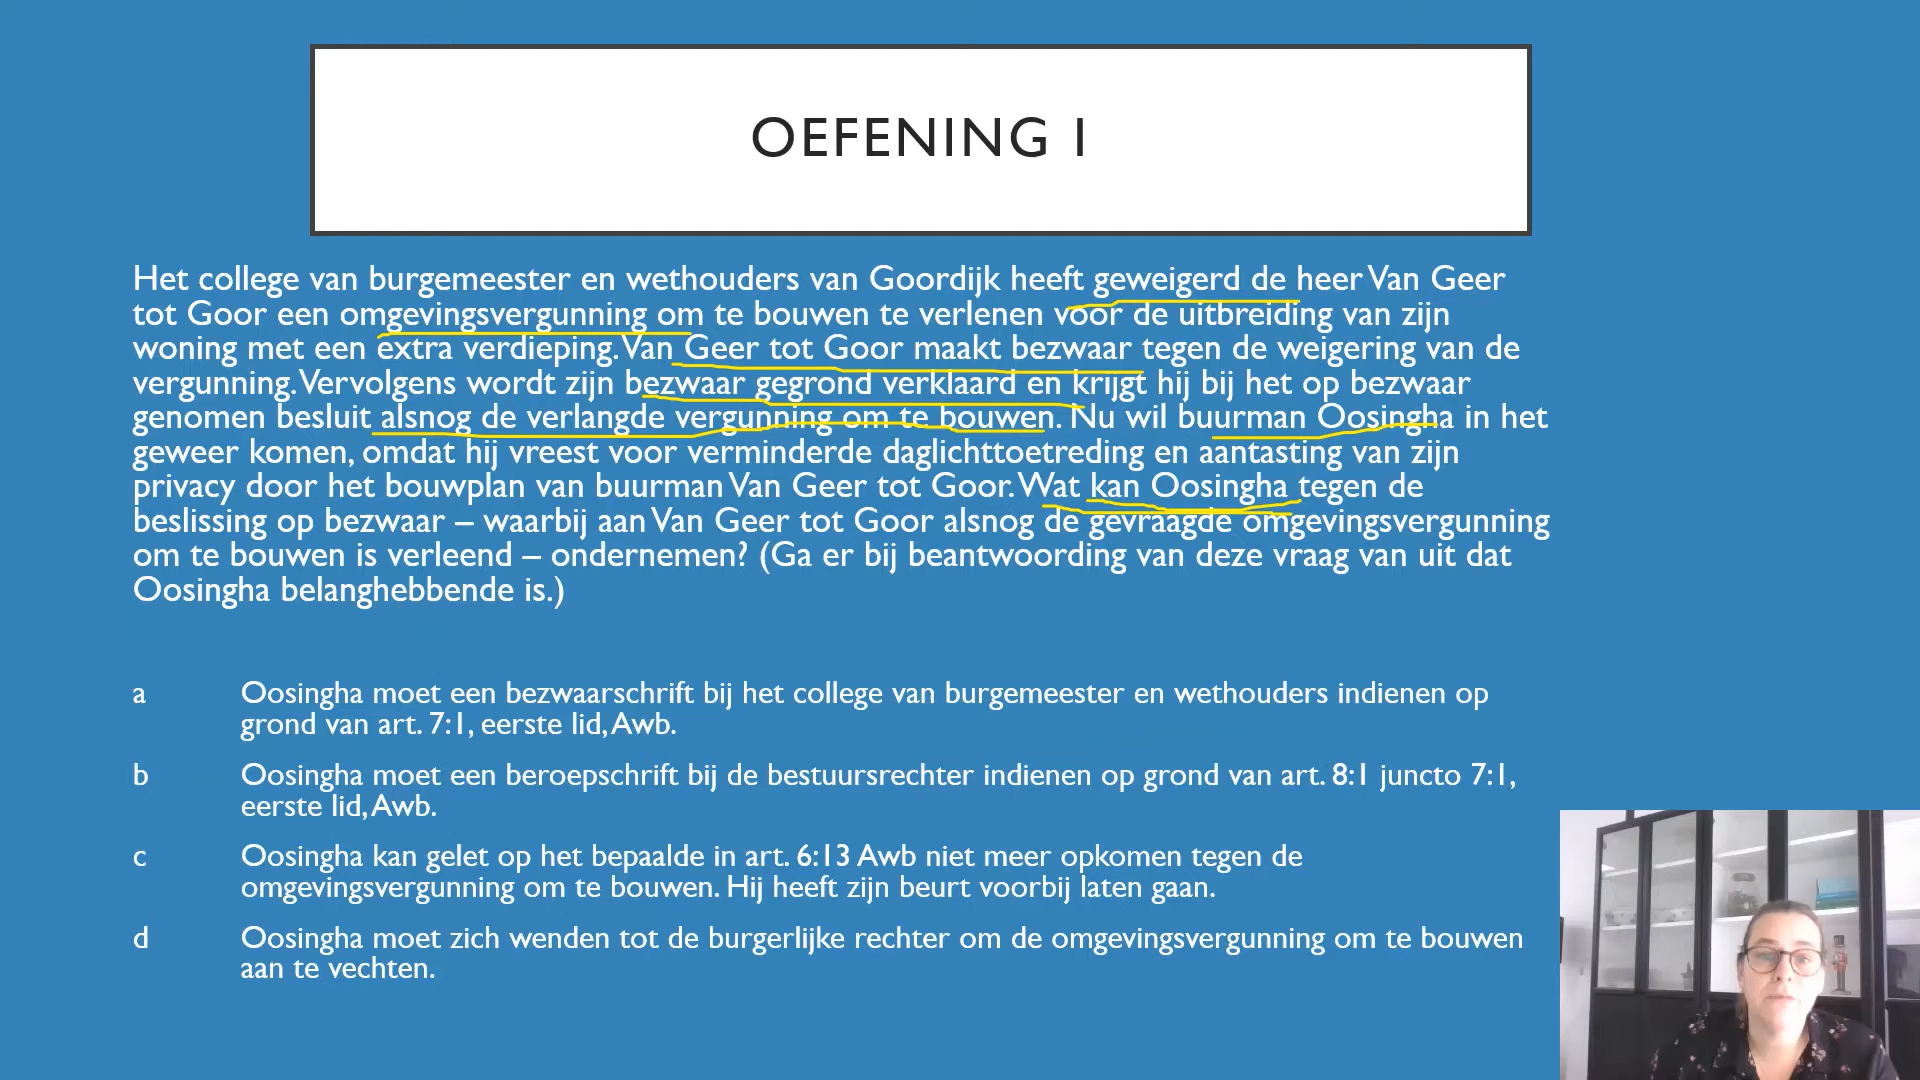 OEFENING 1
Het college van burgemeester en wethouders van Goordijk heeft geweigerd de heer Van Geer
tot Goor een omgevingsvergunning om te bouwen te verlenen voor de uitbreiding van zijn
woning met een extra verdieping. Van Geer tot Goor maakt bezwaar tegen de weigering van de
vergunning. Vervolgens wordt zijn bezwaar gegrond verklaard en krijgt hij bij het op bezwaar
genomen besluit alsnog de verlangde vergunning om te bouwen. Nu wil buurman Oosingha in het
geweer komen, omdat hij vreest voor verminderde daglichttoetreding en aantasting van zijn
privacy door het bouwplan van buurman Van Geer tot Goor. Wat kan Oosingha tegen de
beslissing op bezwaar – waarbij aan Van Geer tot Goor alsnog de gevraagde omgevingsvergunning
om te bouwen is verleend – ondernemen? (Ga er bij beantwoording van deze vraag van uit dat
Oosingha belanghebbende is.)
a Oosingha moet een bezwaarschrift bij het college van burgemeester en wethouders indienen op
grond van art. 7:1, eerste lid, Awb.
b Oosingha moet een beroepschrift bij de bestuursrechter indienen op grond van art. 8:1 juncto 7:1,
eerste lid, Awb.
c Oosingha kan gelet op het bepaalde in art. 6:13 Awb niet meer opkomen tegen de
omgevingsvergunning om te bouwen. Hij heeft zijn beurt voorbij laten gaan.
d Oosingha moet zich wenden tot de burgerlijke rechter om de omgevingsvergunning om te bouwen
aan te vechten.